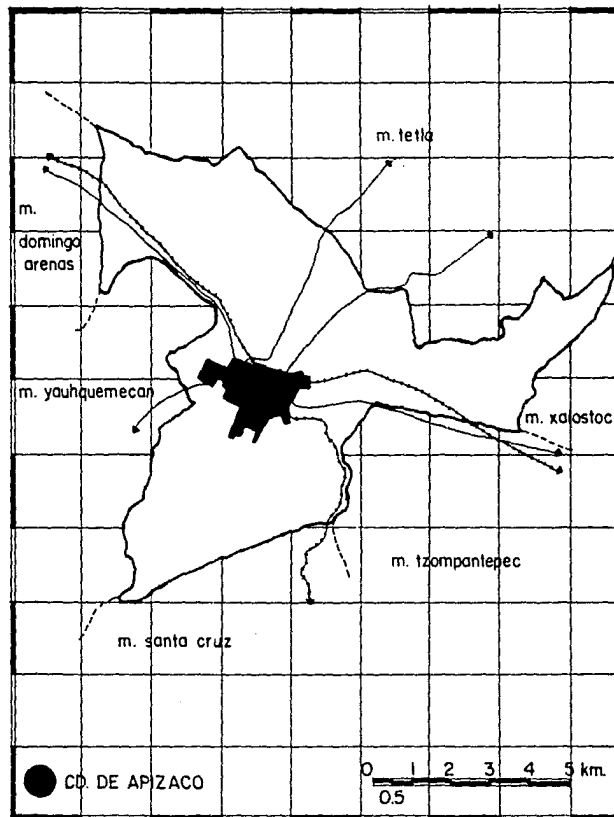 m. tetla
m.
domingo
arenas
m. yauhquemecan
m. xalostoc
m. tzompantepec
m. santa cruz
CD. DE APIZACO
0 1 2 3 4 5 km.
0.5